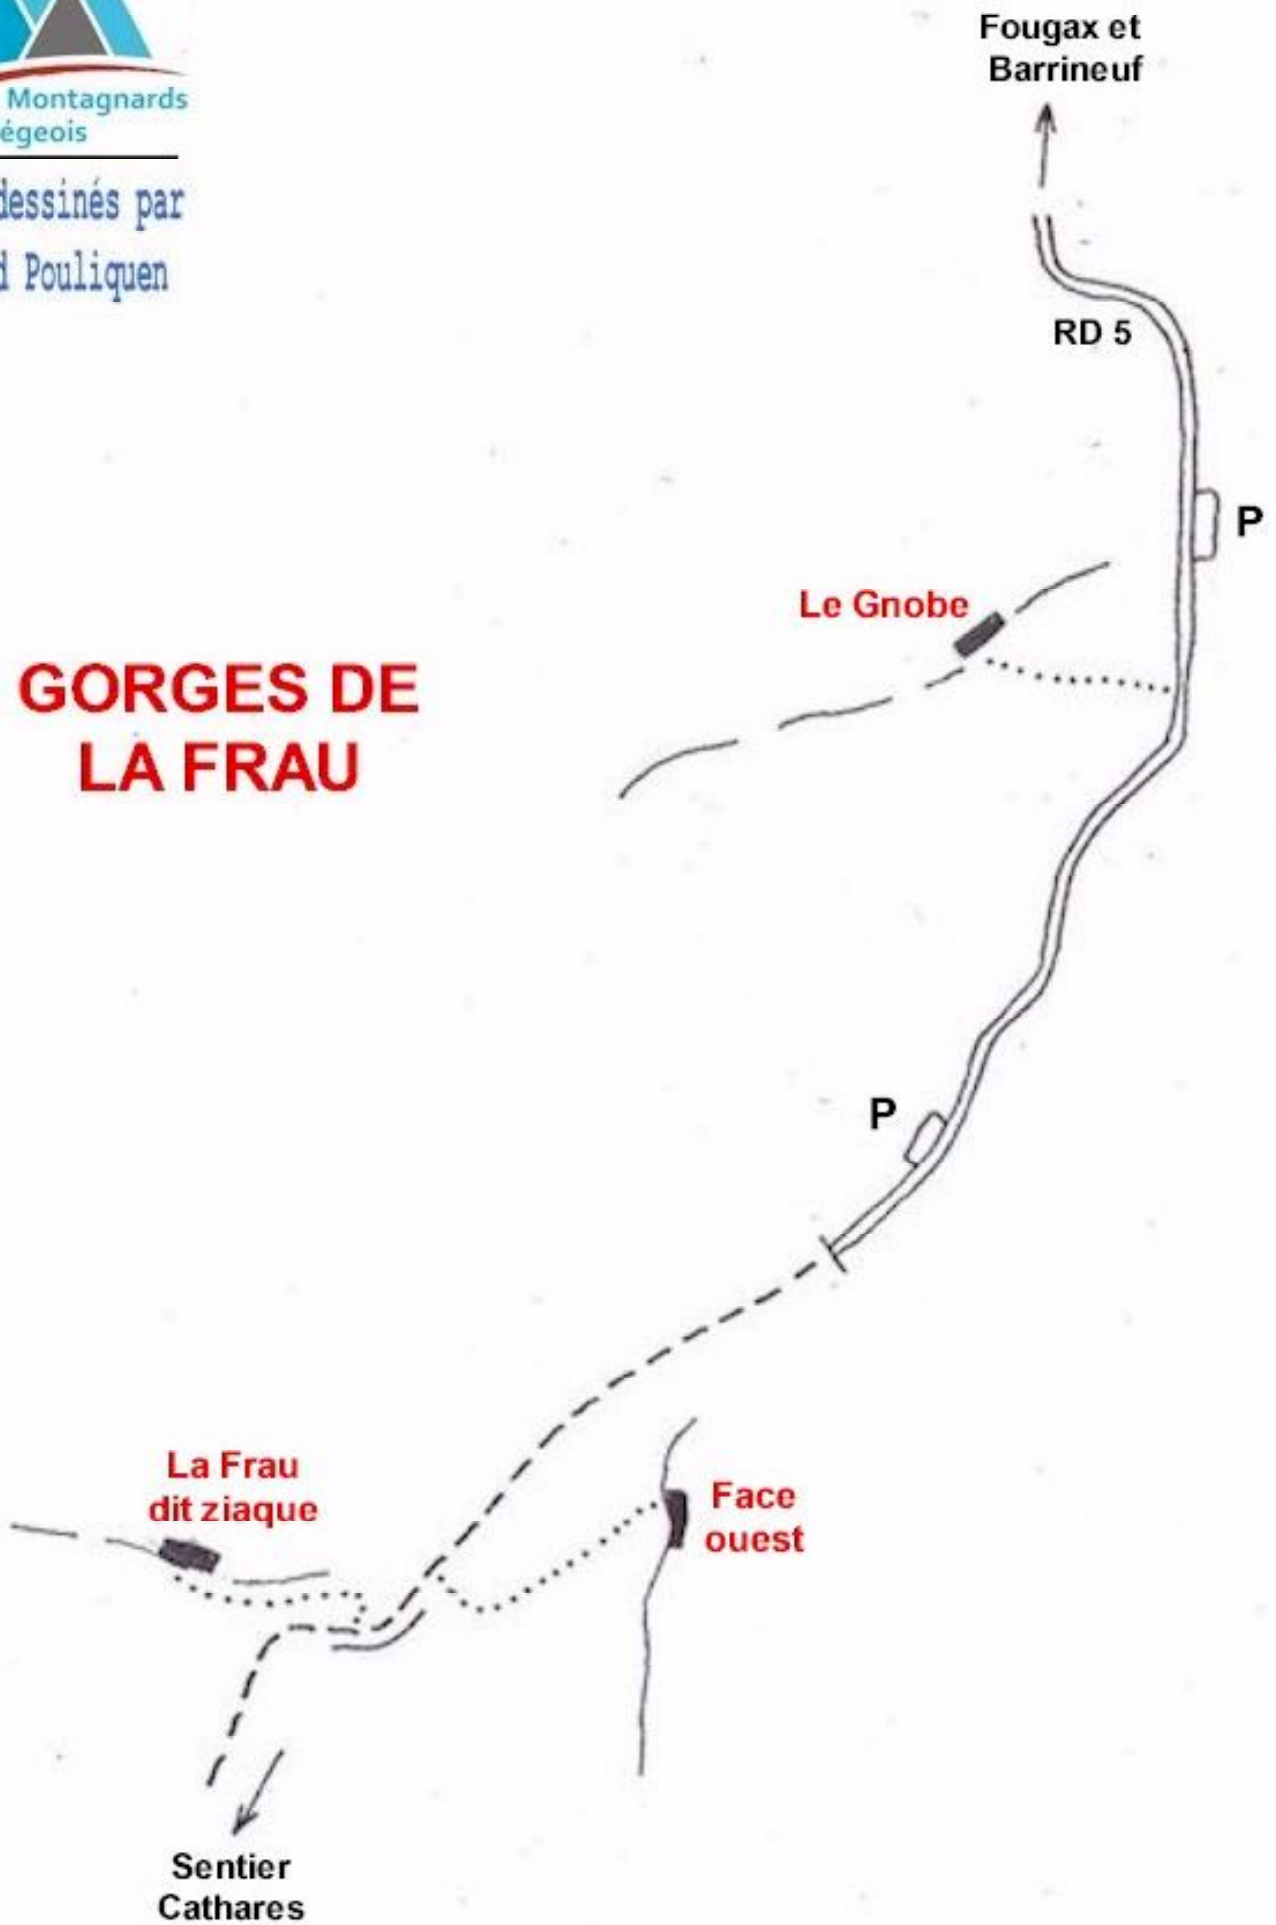 Montagnards
égeois
dessinés par
d Pouliquen
Fougax et
Barrineuf
RD 5
P
Le Gnobe
GORGES DE
LA FRAU
P
La Frau
dit ziaque
Face
ouest
Sentier
Cathares